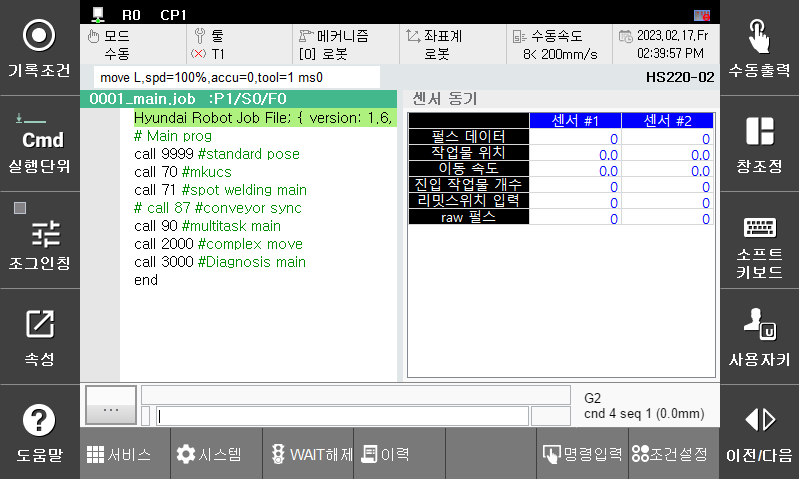 R0 CP1
기록조건
모드
수동
툴
(X) T1
메커니즘
[0] 로봇
좌표계
로봇
수동속도
8< 200mm/s
2023,02,17,Fr
02:39:57 PM
수동출력
move L,spd=100%,accu=0,tool=1 ms0
HS220-02
0001_main.job :P1/S0/F0
센서 동기
Hyundai Robot Job File; { version: 1,6,
# Main prog
call 9999 #standard pose
call 70 #mkucs
call 71 #spot welding main
# call 87 #conveyor sync
call 90 #multitask main
call 2000 #complex move
call 3000 #Diagnosis main
end
센서 #1 센서 #2
펄스 데이터 0 0
작업물 위치 0.0 0.0
이동 속도 0.0 0.0
진입 작업물 개수 0 0
리밋스위치 입력 0 0
raw 펄스 0 0
Cmd
실행단위
조그인칭
속성
도움말
창조정
소프트
키보드
U
사용자키
이전/다음
...
G2
cnd 4 seq 1 (0.0mm)
서비스
시스템
WAIT해제
이력
명령입력
조건설정